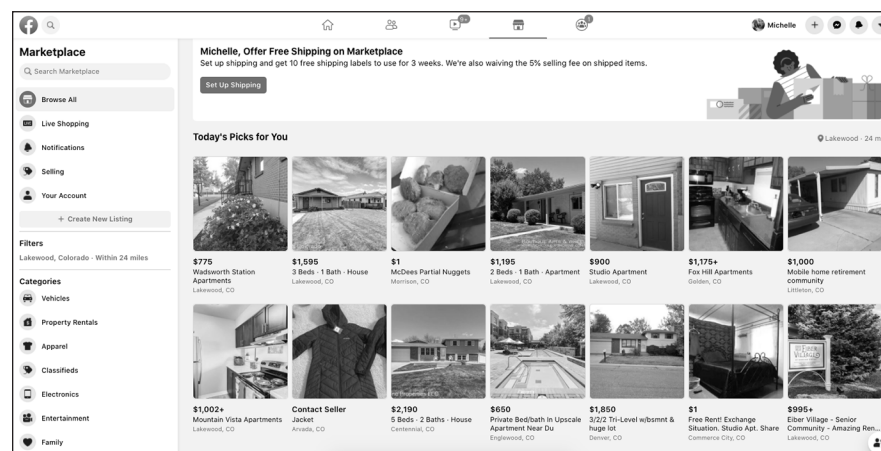 9+
1
Michelle
Marketplace
Search Marketplace
Browse All
Live Shopping
Notifications
Selling
Your Account
+ Create New Listing
Filters
Lakewood, Colorado · Within 24 miles
Categories
Vehicles
Property Rentals
Apparel
Classifieds
Electronics
Entertainment
Family
Michelle, Offer Free Shipping on Marketplace
Set up shipping and get 10 free shipping labels to use for 3 weeks. We're also waiving the 5% selling fee on shipped items.
Set Up Shipping
Today's Picks for You
Lakewood · 24 m
$775
Wadsworth Station
Apartments
Lakewood, CO
$1,595
3 Beds · 1 Bath · House
Lakewood, CO
$1
McDees Partial Nuggets
Morrison, CO
$1,195
2 Beds · 1 Bath · Apartment
Lakewood, CO
$900
Studio Apartment
Lakewood, CO
$1,175+
Fox Hill Apartments
Golden, CO
$1,000
Mobile home retirement
community
Littleton, CO
$1,002+
Mountain Vista Apartments
Lakewood, CO
Contact Seller
Jacket
Arvada, CO
$2,190
5 Beds · 2 Baths · House
Centennial, CO
$650
Private Bed/bath In Upscale
Apartment Near Du
Englewood, CO
$1,850
3/2/2 Tri-Level w/bsmnt &
huge lot
Denver, CO
$1
Free Rent! Exchange
Situation. Studio Apt. Share
Commerce City, CO
EIBER
VILLAGE
$995+
Eiber Village - Senior
Community - Amazing Ren...
Lakewood, CO